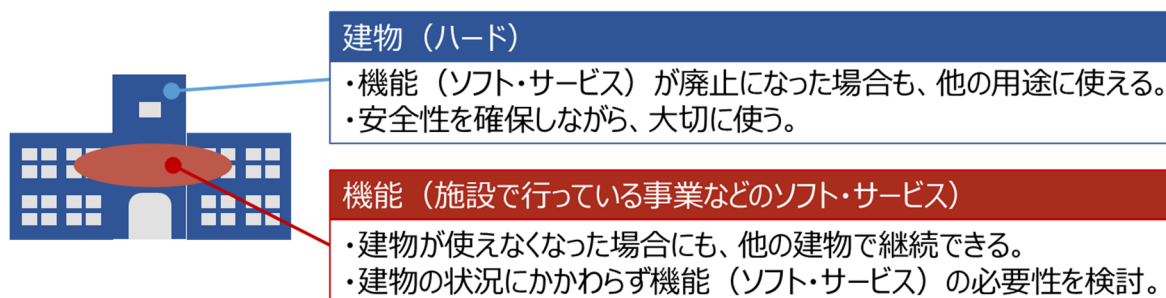 建物（ハード）
・機能（ソフト・サービス）が廃止になった場合も、他の用途に使える。
・安全性を確保しながら、大切に使う。
機能（施設で行っている事業などのソフト・サービス）
・建物が使えなくなった場合にも、他の建物で継続できる。
・建物の状況にかかわらず機能（ソフト・サービス）の必要性を検討。